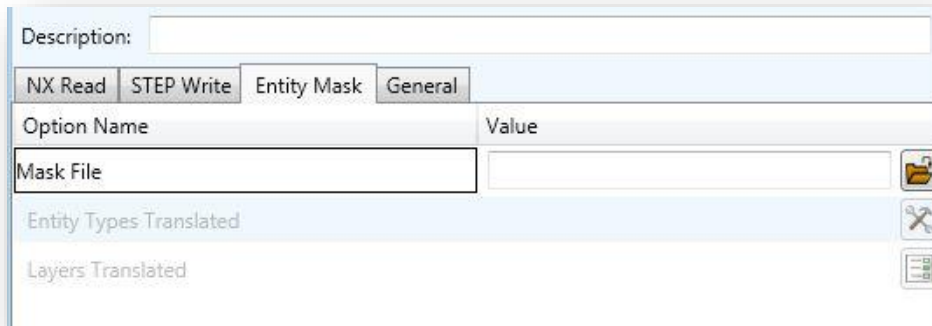 Description:
NX Read STEP Write Entity Mask General
Option Name Value
Mask File
Entity Types Translated
Layers Translated